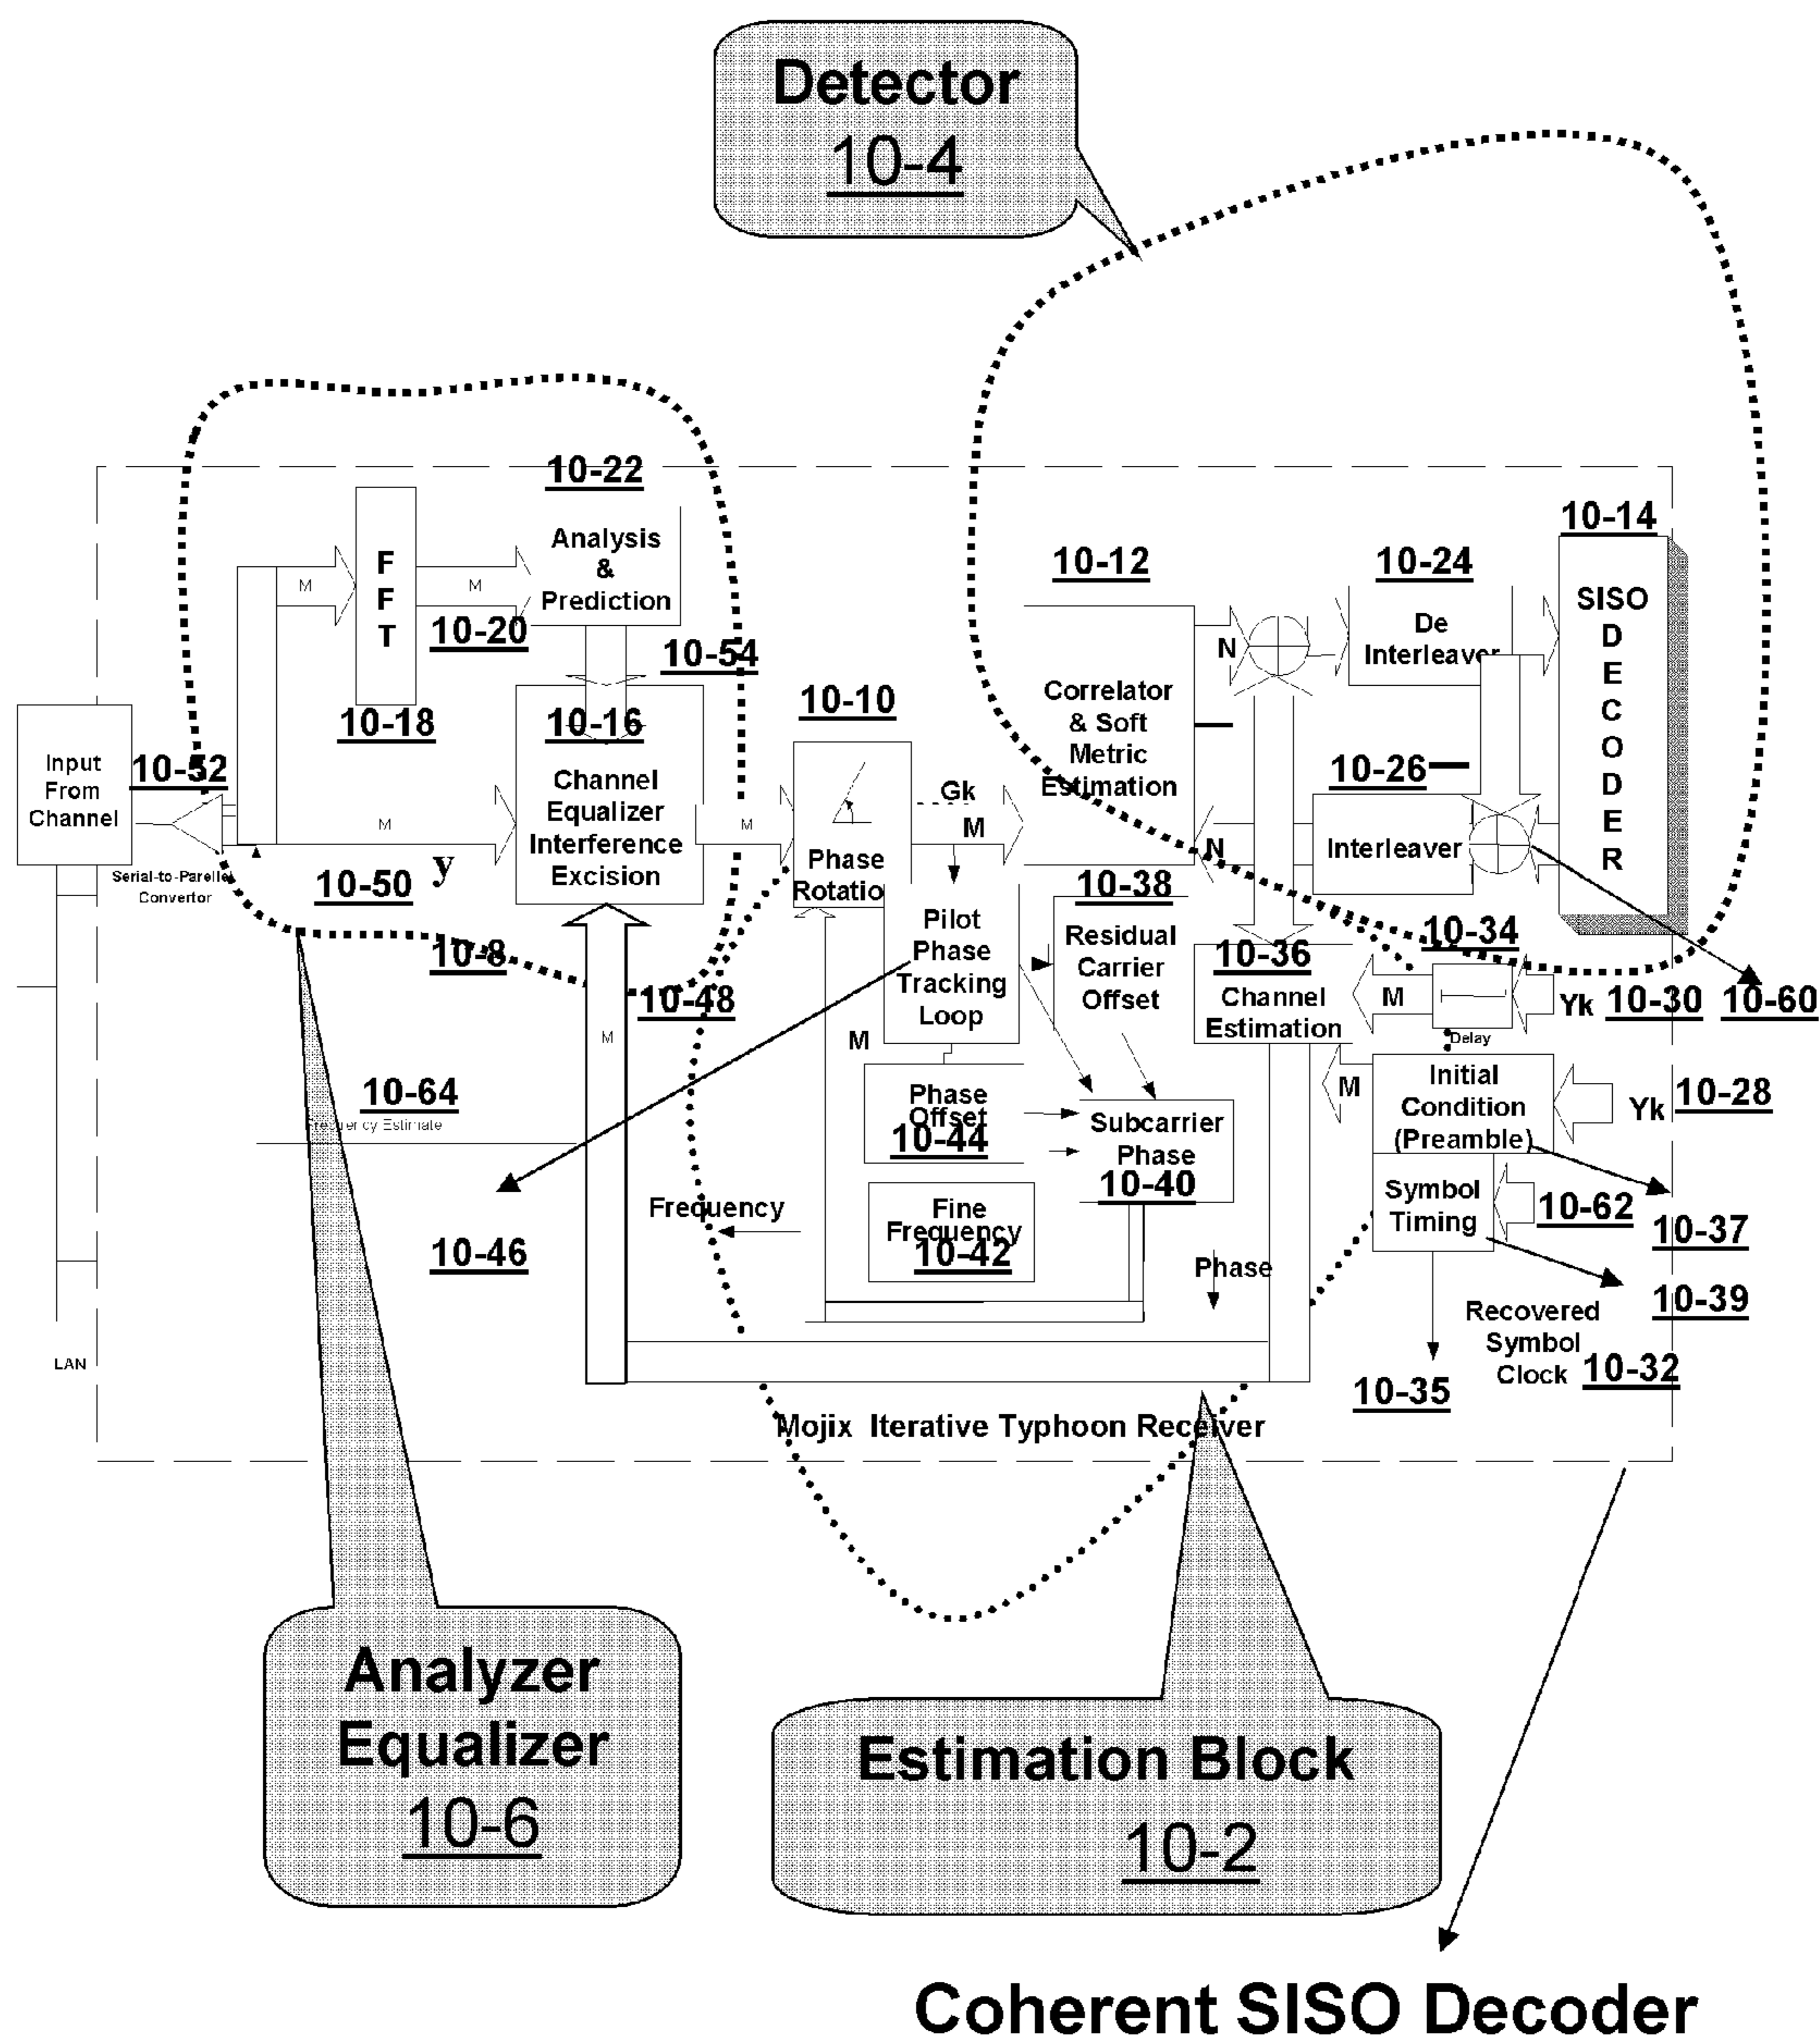 Detector
10-4
10-22
Analysis
&
Prediction
F
F
T
M
M
10-20
10-18
10-54
10-16
Channel
Equalizer
Interference
Excision
Input
From
Channel
10-52
Serial-to-Parellel
Convertor
M
10-50
y
10-8
M
10-10
Phase
Rotatio
Gk
M
10-12
Correlator
& Soft
Metric
Estimation
N
N
10-24
De
Interleaver
10-14
SISO
D
E
C
O
D
E
R
10-26
Interleaver
10-38
Residual
Carrier
Offset
Pilot
Phase
Tracking
Loop
10-48
M
M
10-36
Channel
Estimation
10-34
M
Delay
Yk 10-30
10-60
Initial
Condition
(Preamble)
M
Yk 10-28
10-64
Frequency Estimate
Phase
Offset
10-44
Subcarrier
Phase
10-40
Fine
Frequency
10-42
Frequency
10-46
Symbol
Timing
10-62
10-37
10-39
Phase
Recovered
Symbol
Clock 10-32
10-35
LAN
Mojix Iterative Typhoon Receiver
Analyzer
Equalizer
10-6
Estimation Block
10-2
Coherent SISO Decoder